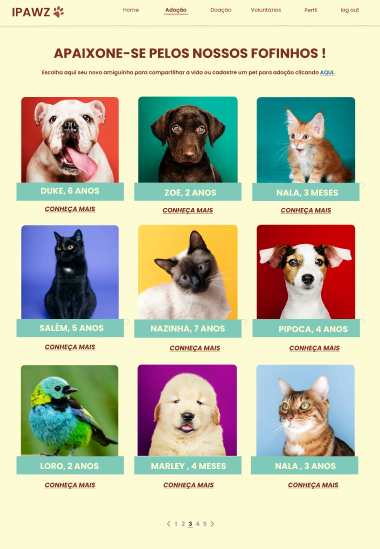 IPAWZ
Home Adoção Doação Voluntários Perfil log out
APAIXONE-SE PELOS NOSSOS FOFINHOS !
Escolha aqui seu novo amiguinho para compartilhar a vida ou cadastre um pet para adoção clicando AQUI.
DUKE, 6 ANOS ZOE, 2 ANOS NALA, 3 MESES
CONHEÇA MAIS CONHEÇA MAIS CONHEÇA MAIS
SALÉM, 5 ANOS NAZINHA, 7 ANOS PIPOCA, 4 ANOS
CONHEÇA MAIS CONHEÇA MAIS CONHEÇA MAIS
LORO, 2 ANOS MARLEY , 4 MESES NALA , 3 ANOS
CONHEÇA MAIS CONHEÇA MAIS CONHEÇA MAIS
< 1 2 3 4 5 >